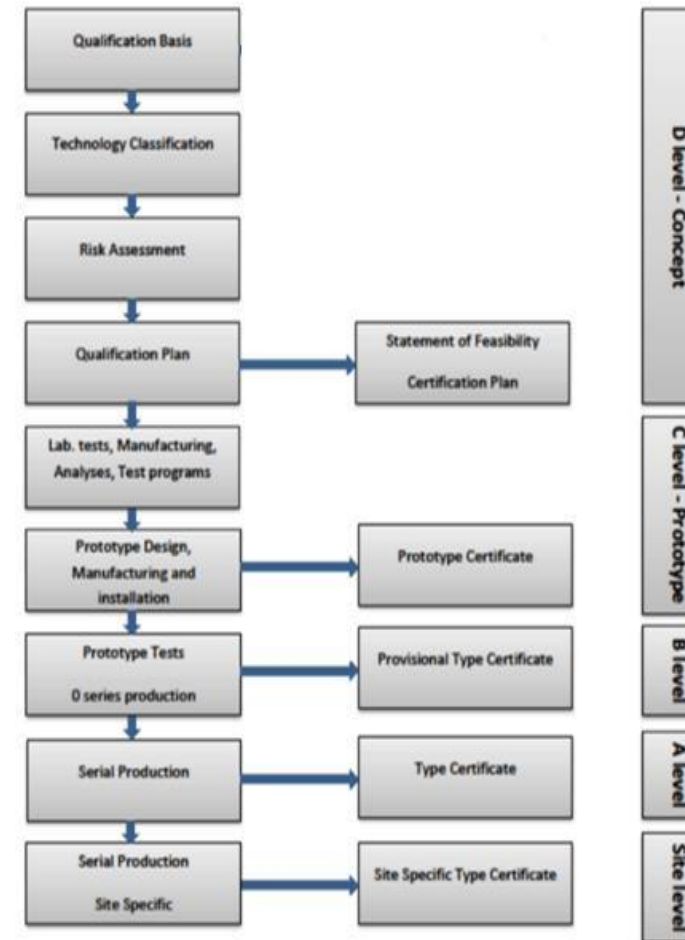 Qualification Basis
Technology Classification
Risk Assessment
Qualification Plan
Statement of Feasibility
Certification Plan
Lab. tests, Manufacturing,
Analyses, Test programs
Prototype Design,
Manufacturing and
installation
Prototype Certificate
Prototype Tests
0 series production
Provisional Type Certificate
Serial Production
Type Certificate
Serial Production
Site Specific
Site Specific Type Certificate
D level - Concept
C level - Prototype
B level
A level
Site level